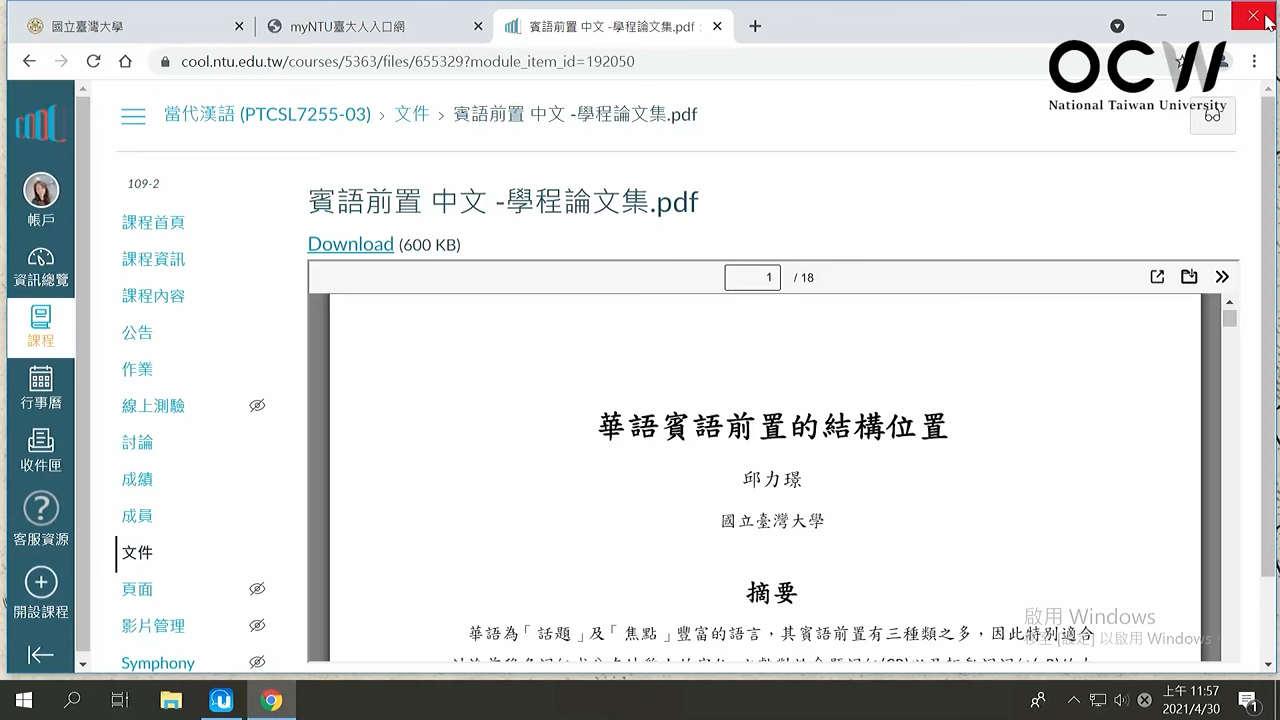 國立臺灣大學
myNTU臺大人入口網
賓語前置 中文 -學程論文集.pdf
cool.ntu.edu.tw/courses/5363/files/655329?module_item_id=192050
OCW
National Taiwan University
當代漢語 (PTCSL7255-03) › 文件 › 賓語前置 中文 -學程論文集.pdf
帳戶
資訊總覽
課程
行事曆
收件匣
客服資源
開設課程
109-2
課程首頁
課程資訊
課程內容
公告
作業
線上測驗
討論
成績
成員
文件
頁面
影片管理
Symphony
賓語前置 中文 -學程論文集.pdf
Download (600 KB)
1 / 18
華語賓語前置的結構位置
邱力璟
國立臺灣大學
摘要
華語為「話題」及「焦點」豐富的語言，其賓語前置有三種類之多，因此特別適合
啟用 Windows
移至 [設定] 以啟用 Windows。
上午 11:57
2021/4/30
1